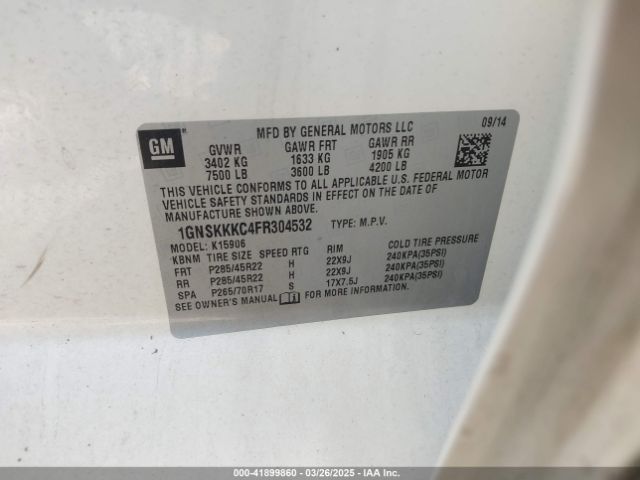 GM
MFD BY GENERAL MOTORS LLC 09/14
GVWR GAWR FRT GAWR RR
3402 KG 1633 KG 1905 KG
7500 LB 3600 LB 4200 LB
THIS VEHICLE CONFORMS TO ALL APPLICABLE U.S. FEDERAL MOTOR
VEHICLE SAFETY STANDARDS IN EFFECT ON THE DATE OF
MANUFACTURE SHOWN ABOVE.
1GNSKKKC4FR304532 TYPE: M.P.V.
MODEL: K15906
KBNM TIRE SIZE SPEED RTG RIM COLD TIRE PRESSURE
FRT P285/45R22 H 22X9J 240KPA(35PSI)
RR P285/45R22 H 22X9J 240KPA(35PSI)
SPA P265/70R17 S 17X7.5J 240KPA(35PSI)
SEE OWNER'S MANUAL FOR MORE INFORMATION.
000-41899860 - 03/26/2025 - IAA Inc.